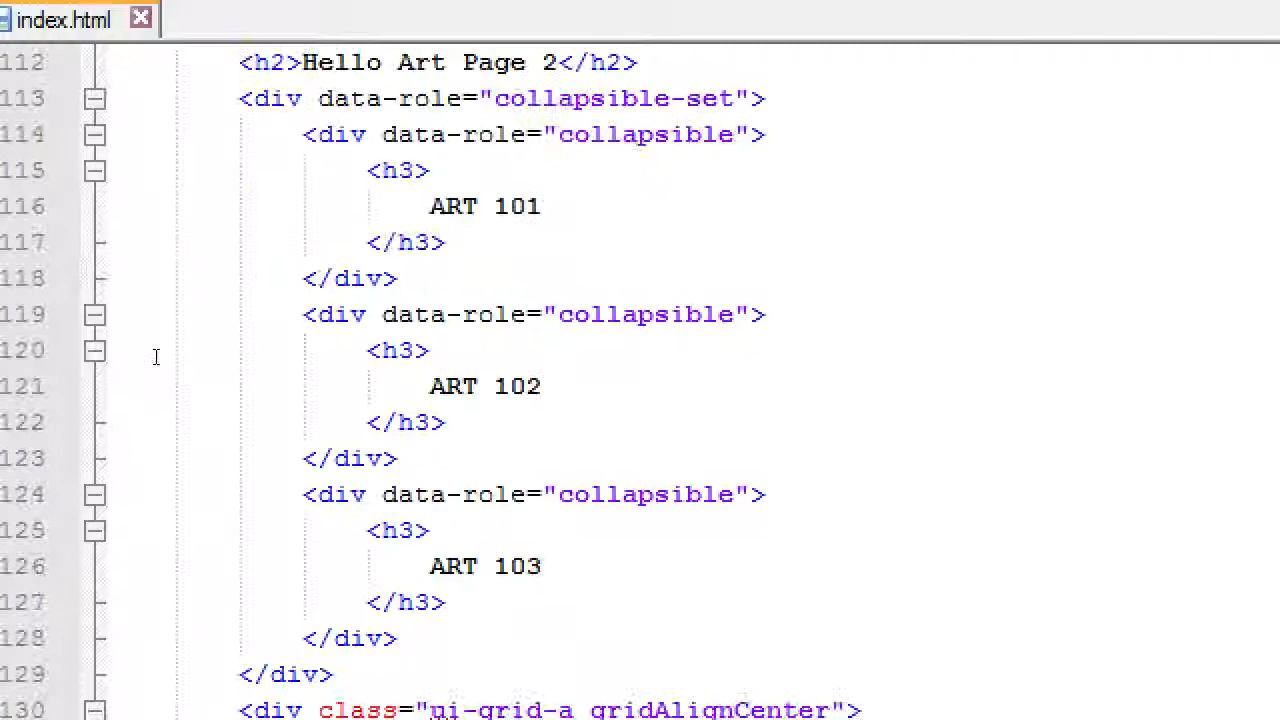 index.html
112 <h2>Hello Art Page 2</h2>
113 <div data-role="collapsible-set">
114 <div data-role="collapsible">
115 <h3>
116 ART 101
117 </h3>
118 </div>
119 <div data-role="collapsible">
120 <h3>
121 ART 102
122 </h3>
123 </div>
124 <div data-role="collapsible">
125 <h3>
126 ART 103
127 </h3>
128 </div>
129 </div>
130 <div class="ui-grid-a gridAlignCenter">